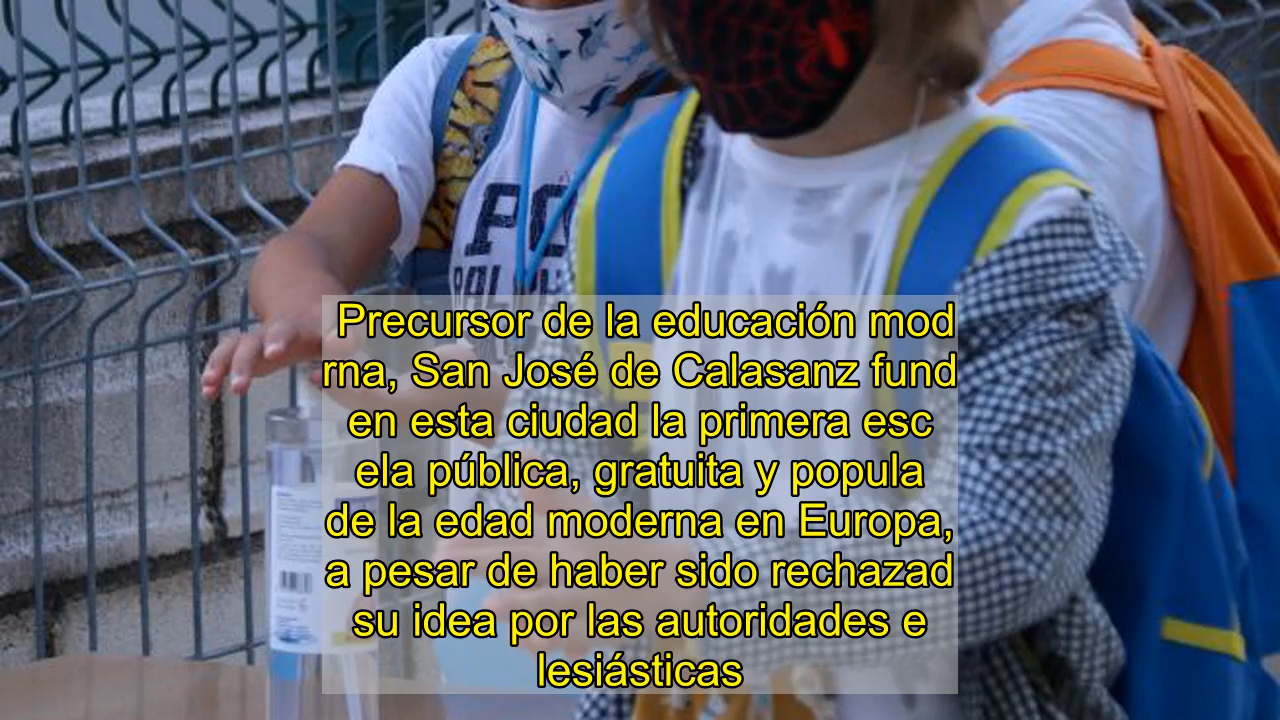 PO
Precursor de la educación mod
rna, San José de Calasanz fund
en esta ciudad la primera esc
ela pública, gratuita y popula
de la edad moderna en Europa,
a pesar de haber sido rechazad
su idea por las autoridades e
lesiásticas